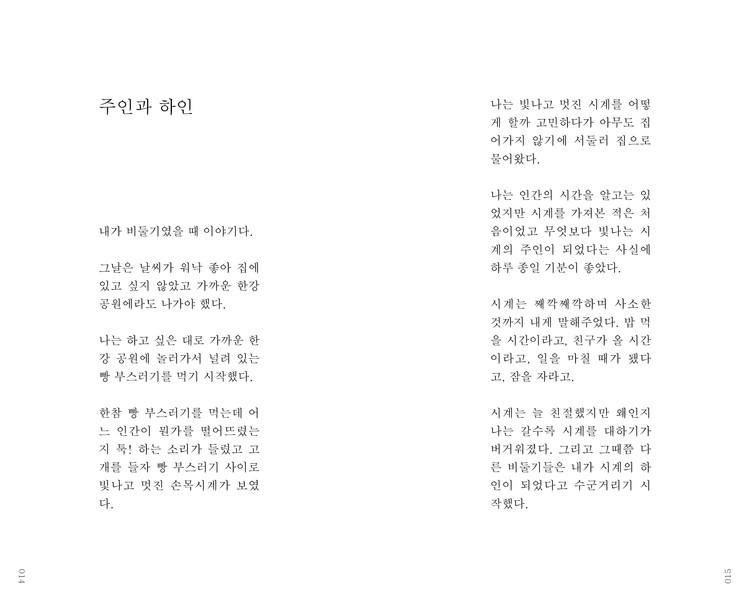 주인과 하인
내가 비둘기였을 때 이야기다.
그날은 날씨가 워낙 좋아 집에
있고 싶지 않았고 가까운 한강
공원에라도 나가야 했다.
나는 하고 싶은 대로 가까운 한
강 공원에 놀러가서 널려 있는
빵 부스러기를 먹기 시작했다.
한참 빵 부스러기를 먹는데 어
느 인간이 뭔가를 떨어뜨렸는
지 툭! 하는 소리가 들렸고 고
개를 들자 빵 부스러기 사이로
빛나고 멋진 손목시계가 보였
다.
014
나는 빛나고 멋진 시계를 어떻
게 할까 고민하다가 아무도 집
어가지 않기에 서둘러 집으로
물어왔다.
나는 인간의 시간을 알고는 있
었지만 시계를 가져본 적은 처
음이었고 무엇보다 빛나는 시
계의 주인이 되었다는 사실에
하루 종일 기분이 좋았다.
시계는 째깍째깍하며 사소한
것까지 내게 말해주었다. 밥 먹
을 시간이라고, 친구가 올 시간
이라고, 일을 마칠 때가 됐다
고, 잠을 자라고.
시계는 늘 친절했지만 왜인지
나는 갈수록 시계를 대하기가
버거워졌다. 그리고 그때쯤 다
른 비둘기들은 내가 시계의 하
인이 되었다고 수군거리기 시
작했다.
015